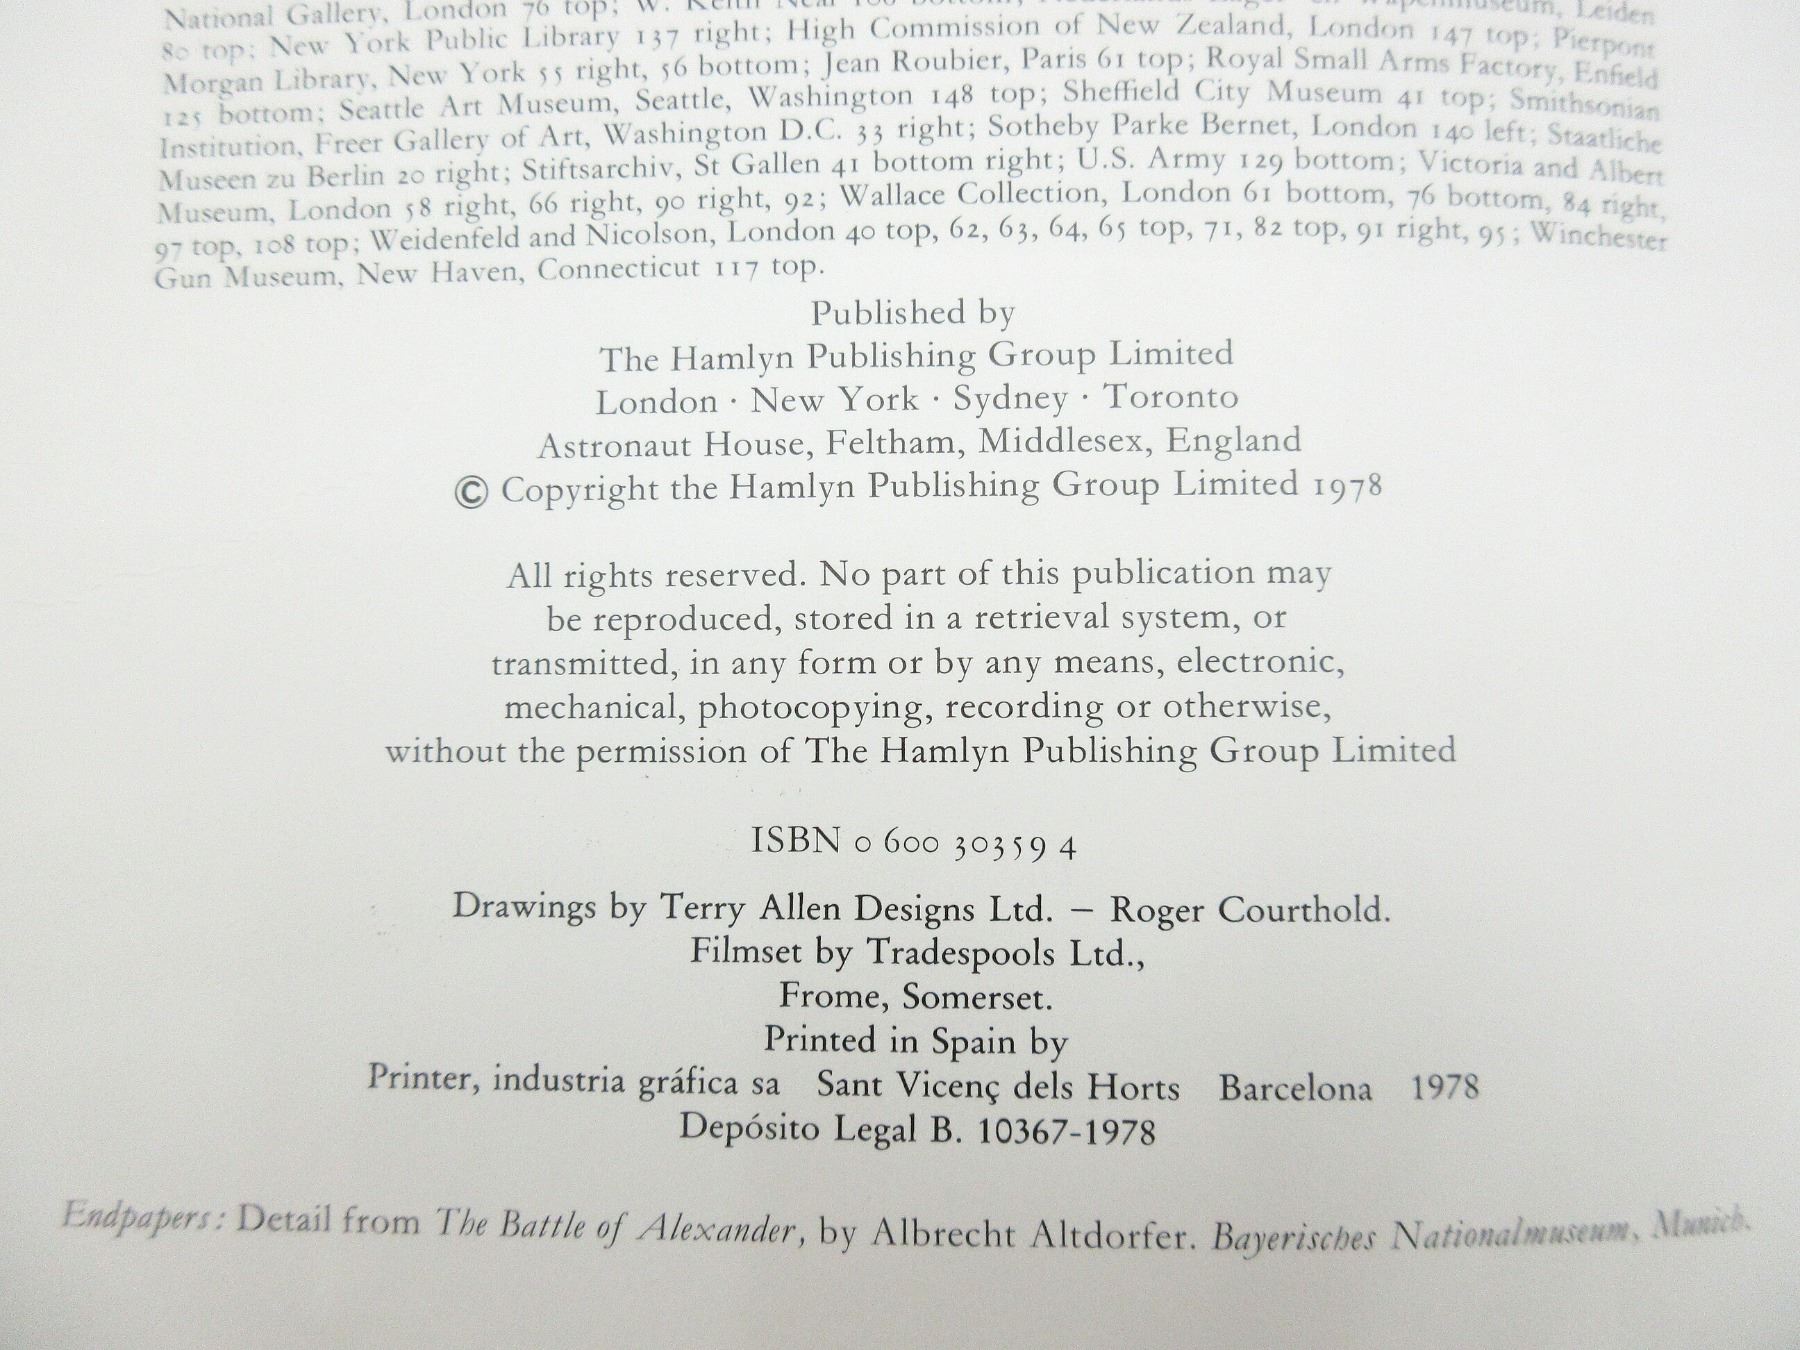 National Gallery, London 76 top; W. Keith Neal 100 bottom; en Wapenmuseum, Leiden
80 top; New York Public Library 137 right; High Commission of New Zealand, London 147 top; Pierpont
Morgan Library, New York 55 right, 56 bottom; Jean Roubier, Paris 61 top; Royal Small Arms Factory, Enfield
125 bottom; Seattle Art Museum, Seattle, Washington 148 top; Sheffield City Museum 41 top; Smithsonian
Institution, Freer Gallery of Art, Washington D.C. 33 right; Sotheby Parke Bernet, London 140 left; Staatliche
Museen zu Berlin 20 right; Stiftsarchiv, St Gallen 41 bottom right; U.S. Army 129 bottom; Victoria and Albert
Museum, London 58 right, 66 right, 90 right, 92; Wallace Collection, London 61 bottom, 76 bottom, 84 right,
97 top, 108 top; Weidenfeld and Nicolson, London 40 top, 62, 63, 64, 65 top, 71, 82 top, 91 right, 95; Winchester
Gun Museum, New Haven, Connecticut 117 top.
Published by
The Hamlyn Publishing Group Limited
London · New York · Sydney · Toronto
Astronaut House, Feltham, Middlesex, England
© Copyright the Hamlyn Publishing Group Limited 1978
All rights reserved. No part of this publication may
be reproduced, stored in a retrieval system, or
transmitted, in any form or by any means, electronic,
mechanical, photocopying, recording or otherwise,
without the permission of The Hamlyn Publishing Group Limited
ISBN 0 600 30359 4
Drawings by Terry Allen Designs Ltd. – Roger Courthold.
Filmset by Tradespools Ltd.,
Frome, Somerset.
Printed in Spain by
Printer, industria gráfica sa Sant Vicenç dels Horts Barcelona 1978
Depósito Legal B. 10367-1978
Endpapers: Detail from The Battle of Alexander, by Albrecht Altdorfer. Bayerisches Nationalmuseum, Munich.